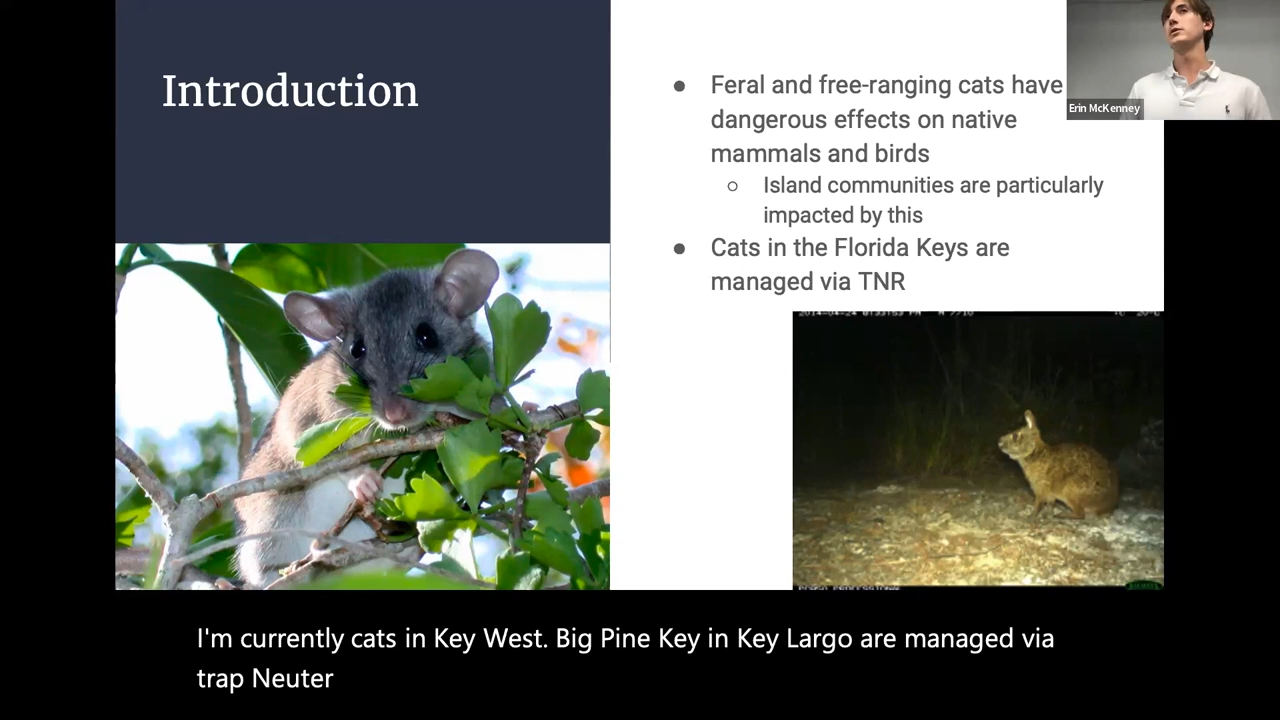 Introduction
● Feral and free-ranging cats have
dangerous effects on native
mammals and birds
○ Island communities are particularly
impacted by this
● Cats in the Florida Keys are
managed via TNR
Erin McKenney
I'm currently cats in Key West. Big Pine Key in Key Largo are managed via
trap Neuter